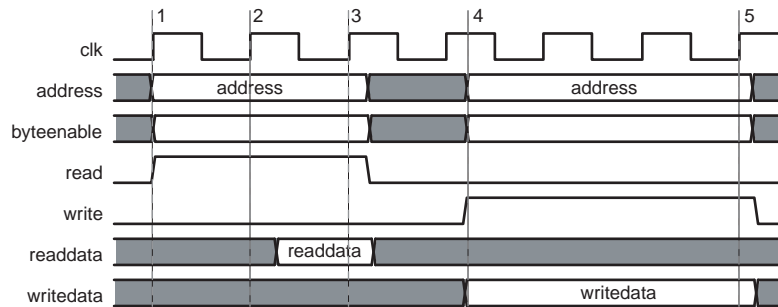 1 2 3 4 5
clk
address address address
byteenable
read
write
readdata readdata
writedata writedata